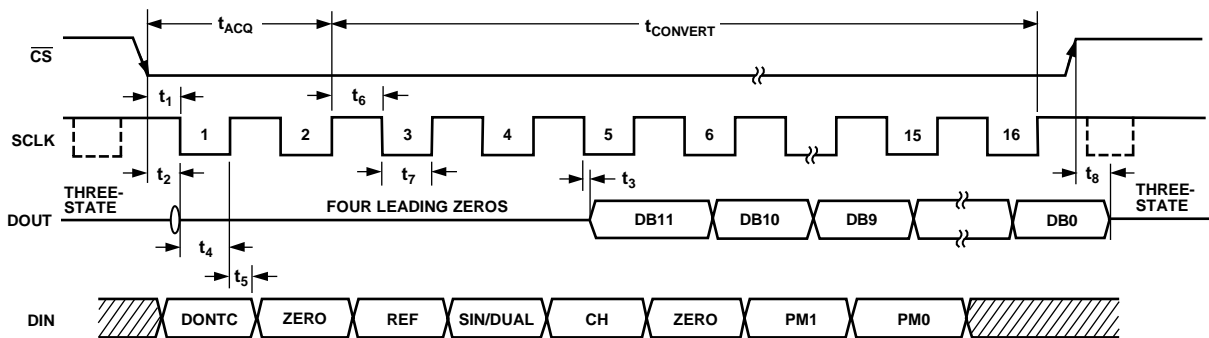 tACQ tCONVERT
CS
t1 t6
SCLK 1 2 3 4 5 6 15 16
t2 t7 t3 t8
THREE-
STATE
THREE-
STATE
DOUT FOUR LEADING ZEROS DB11 DB10 DB9 DB0
t4
t5
DIN DONTC ZERO REF SIN/DUAL CH ZERO PM1 PM0